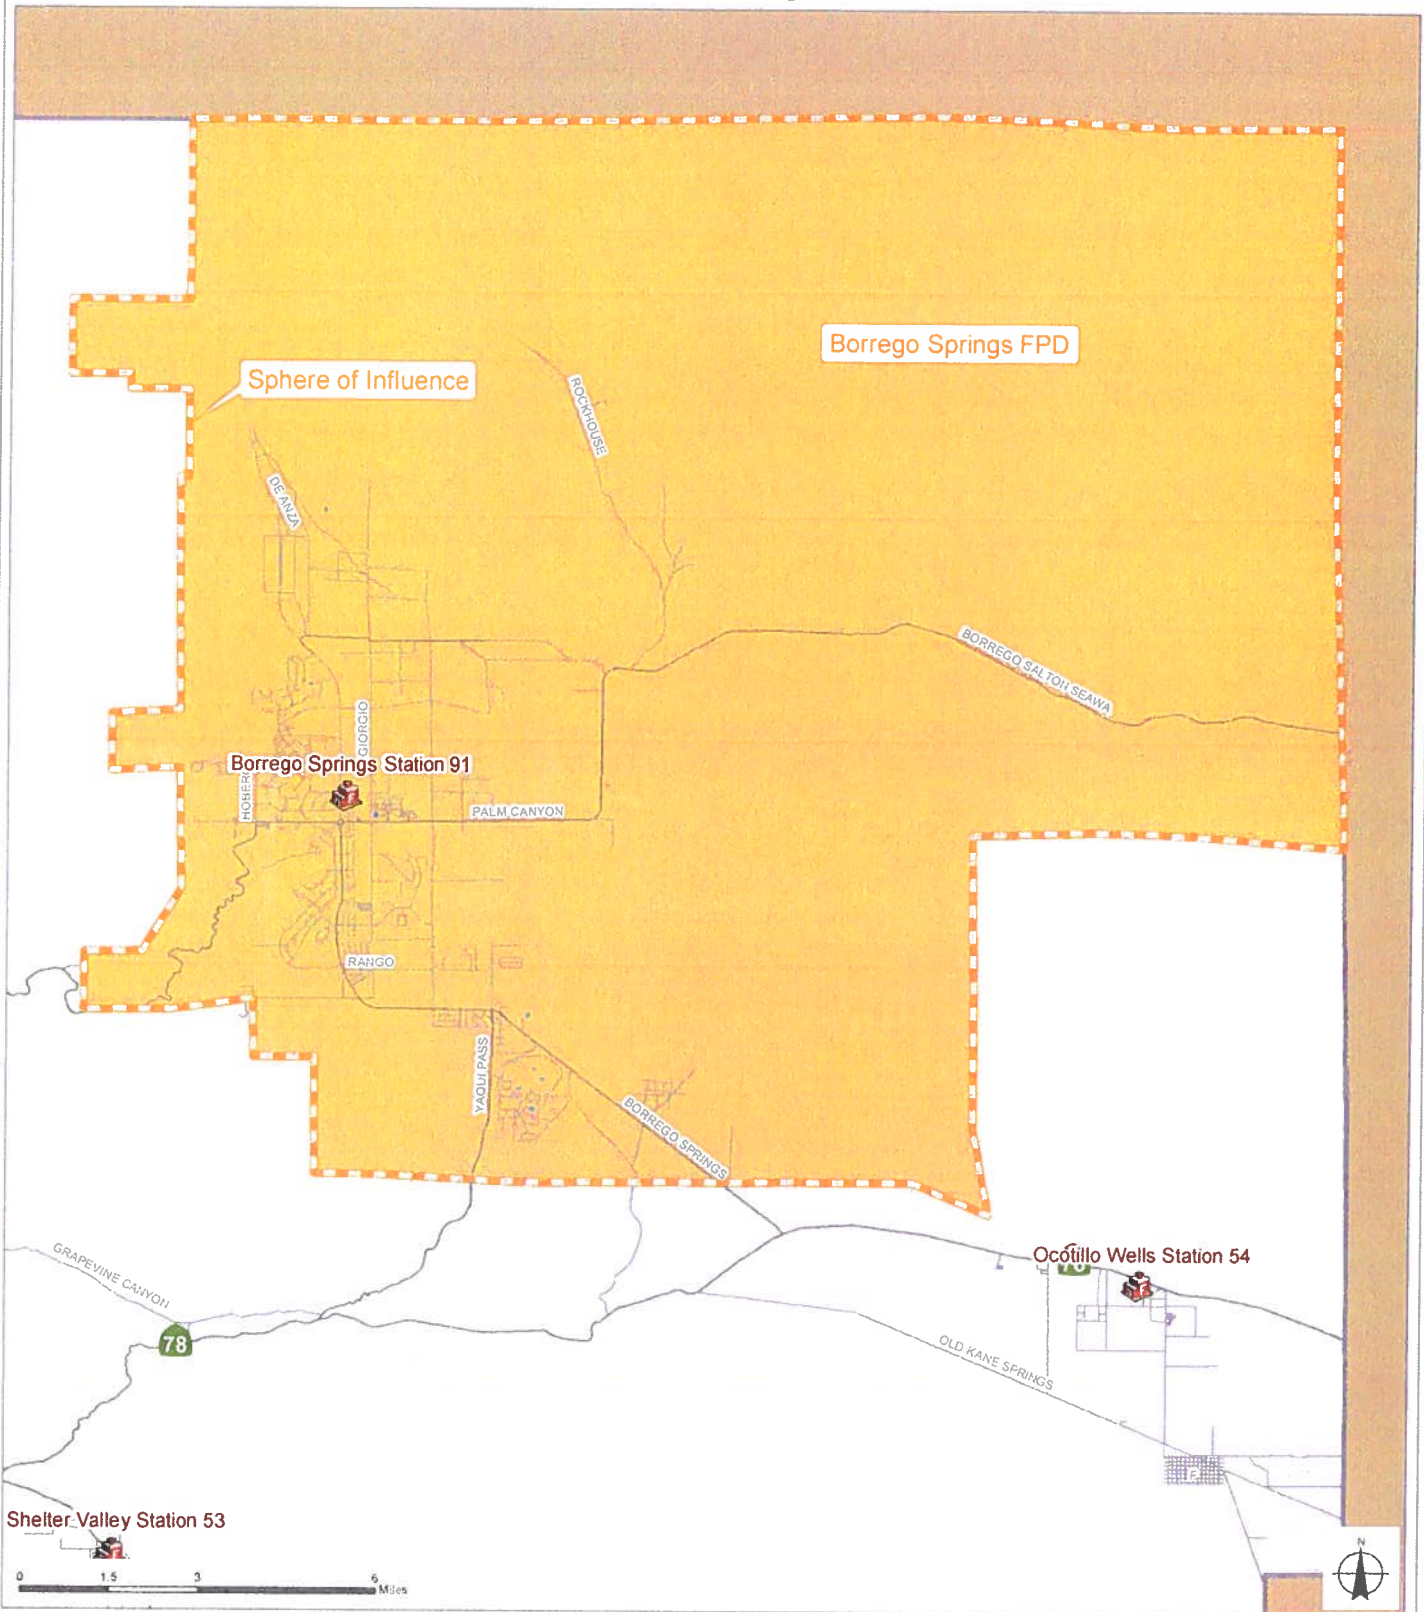 Borrego Springs FPD
Sphere of Influence
ROCKHOUSE
DE ANZA
BORREGO SALTON SEAWA
GIORGIO
Borrego Springs Station 91
PALM CANYON
RANGO
YAQUI PASS
BORREGO SPRINGS
GRAPEVINE CANYON
78
Ocotillo Wells Station 54
OLD KANE SPRINGS
Shelter Valley Station 53
N
0 1.5 3 6
Miles